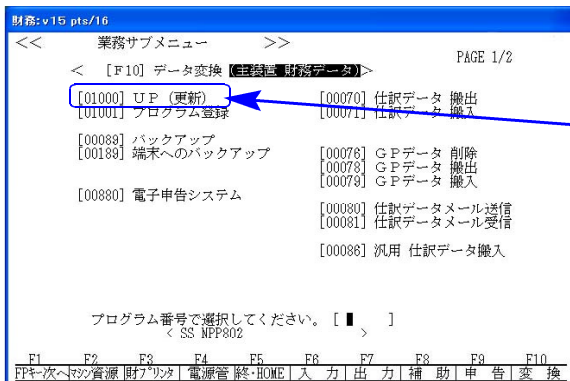 財務:v15 pts/16
<< 業務サブメニュー >>
PAGE 1/2
< [F10] データ変換 (主装置 財務データ)>
[01000] UP (更新) [00070] 仕訳データ 搬出
[01001] プログラム登録 [00071] 仕訳データ 搬入
[00089] バックアップ
[00189] 端末へのバックアップ [00076] GPデータ 削除
[00078] GPデータ 搬出
[00079] GPデータ 搬入
[00880] 電子申告システム
[00080] 仕訳データメール送信
[00081] 仕訳データメール受信
[00086] 汎用 仕訳データ搬入
プログラム番号で選択してください。 [ ]
< SS NPP802 >
F1 F2 F3 F4 F5 F6 F7 F8 F9 F10
FPキー次へ マシン資源 財プリンタ 電源管 終・HOME 入 力 出 力 補 助 申 告 変 換